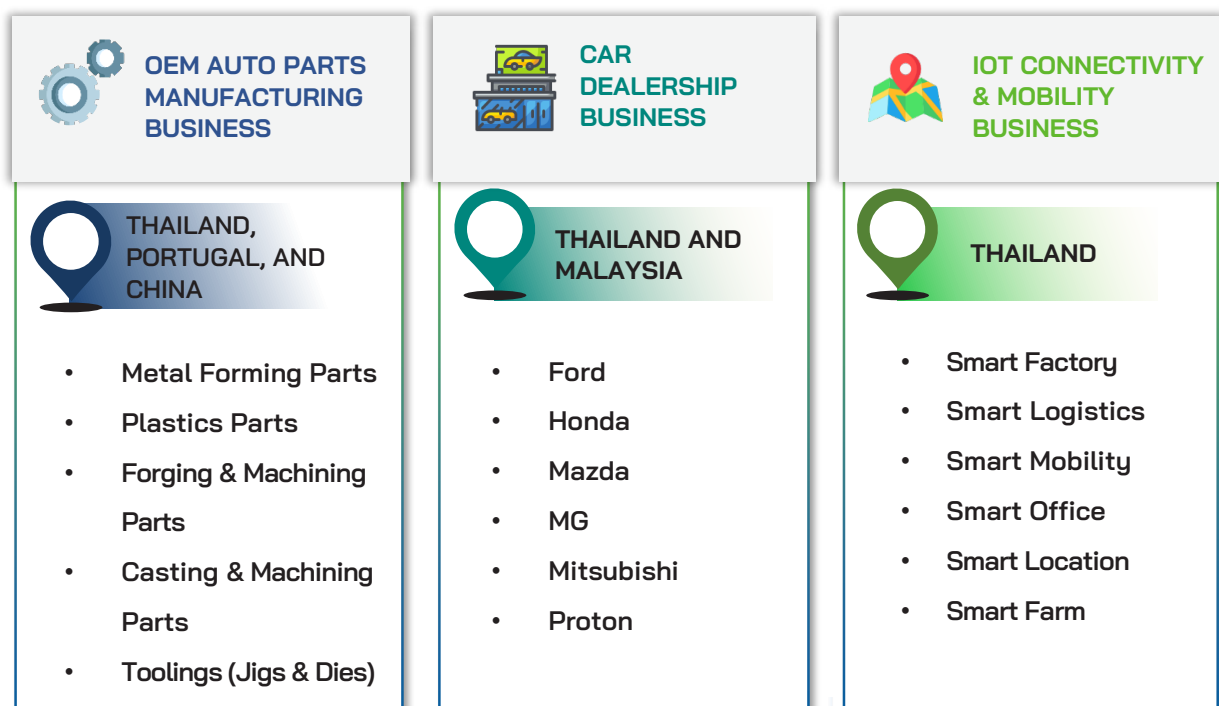 OEM AUTO PARTS
MANUFACTURING
BUSINESS
THAILAND,
PORTUGAL, AND
CHINA
• Metal Forming Parts
• Plastics Parts
• Forging & Machining
Parts
• Casting & Machining
Parts
• Toolings (Jigs & Dies)
CAR
DEALERSHIP
BUSINESS
THAILAND AND
MALAYSIA
• Ford
• Honda
• Mazda
• MG
• Mitsubishi
• Proton
IOT CONNECTIVITY
& MOBILITY
BUSINESS
THAILAND
• Smart Factory
• Smart Logistics
• Smart Mobility
• Smart Office
• Smart Location
• Smart Farm